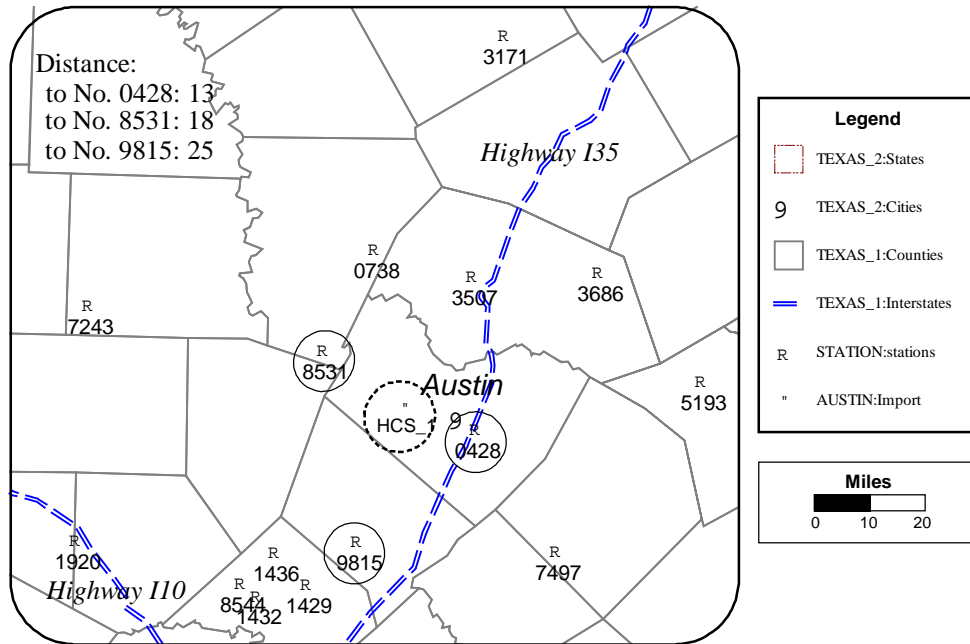 Distance:
to No. 0428: 13
to No. 8531: 18
to No. 9815: 25
R
3171
Highway I35
R
0738
R
3507
R
3686
R
7243
R
8531
Austin
R
5193
"
HCS_1
9
R
0428
R
1920
R
9815
R
1436
R
7497
Highway I10
R
8544
R
1432
R
1429
Legend
TEXAS_2:States
9 TEXAS_2:Cities
TEXAS_1:Counties
TEXAS_1:Interstates
R STATION:stations
" AUSTIN:Import
Miles
0 10 20